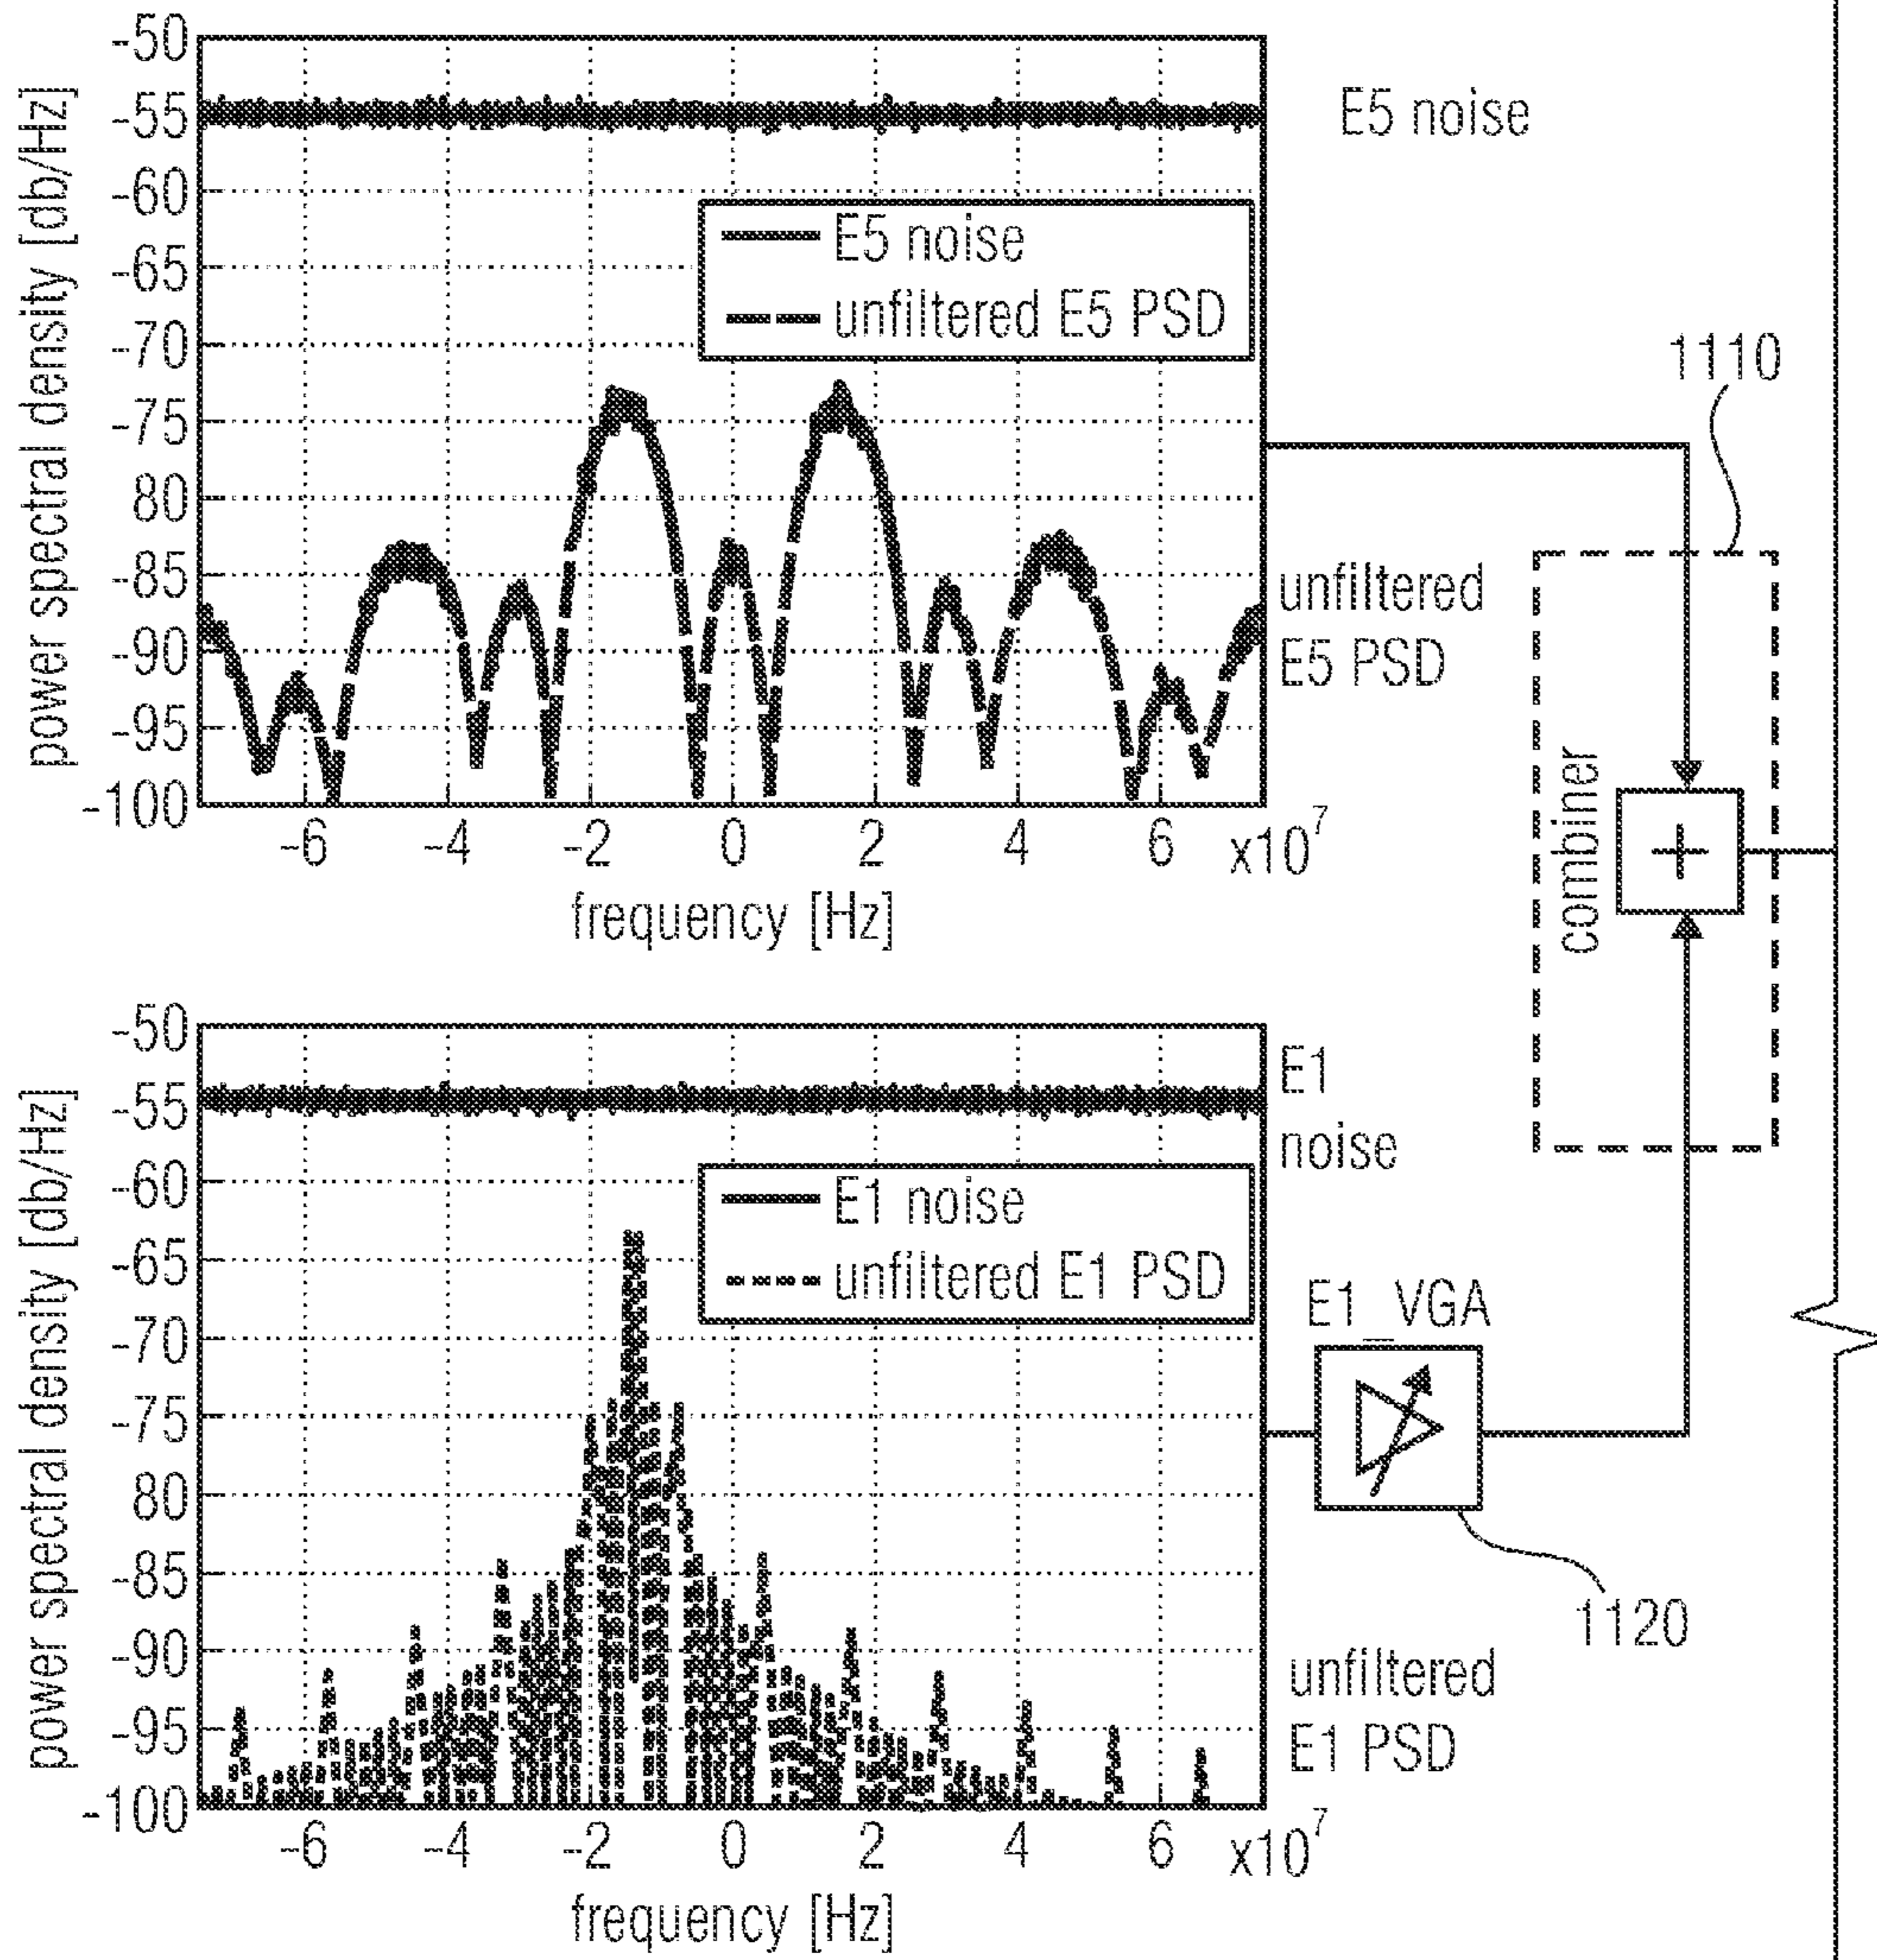 power spectral density [db/Hz]
-50
-55
-60
-65
-70
-75
80
-85
-90
-95
-100
-6
-4
-2
0
2
4
6
x10^7
frequency [Hz]
E5 noise
unfiltered E5 PSD
E5 noise
unfiltered
E5 PSD
1110
combiner
+
power spectral density [db/Hz]
-50
-55
-60
-65
-70
-75
80
-85
-90
-95
-100
-6
-4
-2
0
2
4
6
x10^7
frequency [Hz]
E1 noise
unfiltered E1 PSD
E1
noise
E1_VGA
1120
unfiltered
E1 PSD